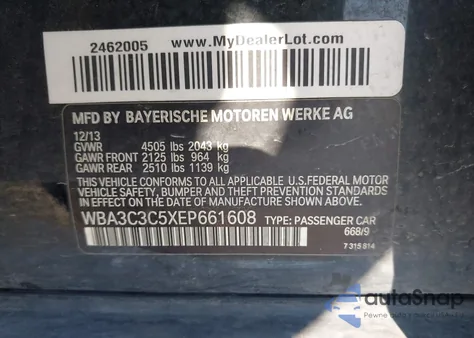 2462005 www.MyDealerLot.com
MFD BY BAYERISCHE MOTOREN WERKE AG
12/13
GVWR 4505 lbs 2043 kg
GAWR FRONT 2125 lbs 964 kg
GAWR REAR 2510 lbs 1139 kg
THIS VEHICLE CONFORMS TO ALL APPLICABLE U.S.FEDERAL MOTOR
VEHICLE SAFETY, BUMPER, AND THEFT PREVENTION STANDARDS
IN EFFECT ON THE DATE OF MANUFACTURE SHOWN ABOVE.
WBA3C3C5XEP661608 TYPE: PASSENGER CAR
668/9
7 315 814
autoSnap
Pewne auto z